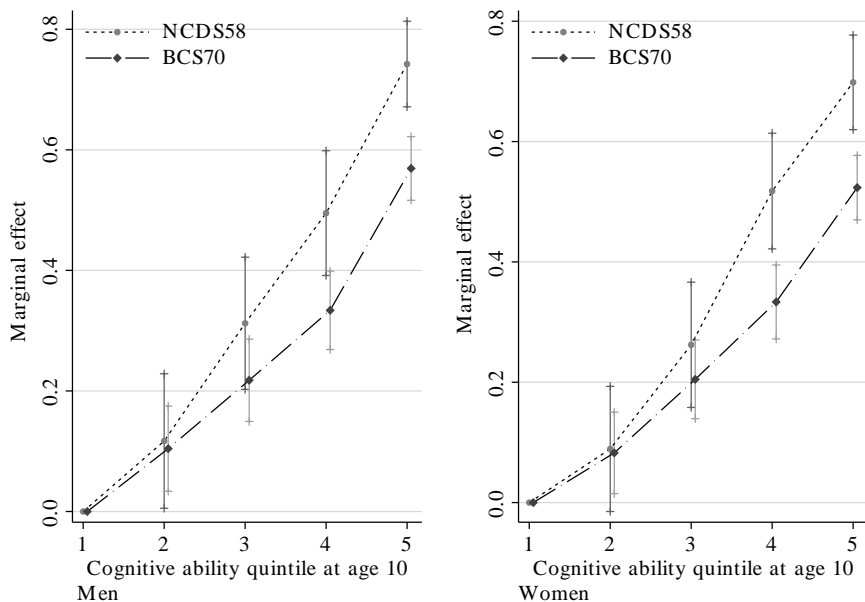 NCDS58
BCS70
Marginal effect
0.8
0.6
0.4
0.2
0.0
1 2 3 4 5
Cognitive ability quintile at age 10
Men
NCDS58
BCS70
Marginal effect
0.8
0.6
0.4
0.2
0.0
1 2 3 4 5
Cognitive ability quintile at age 10
Women